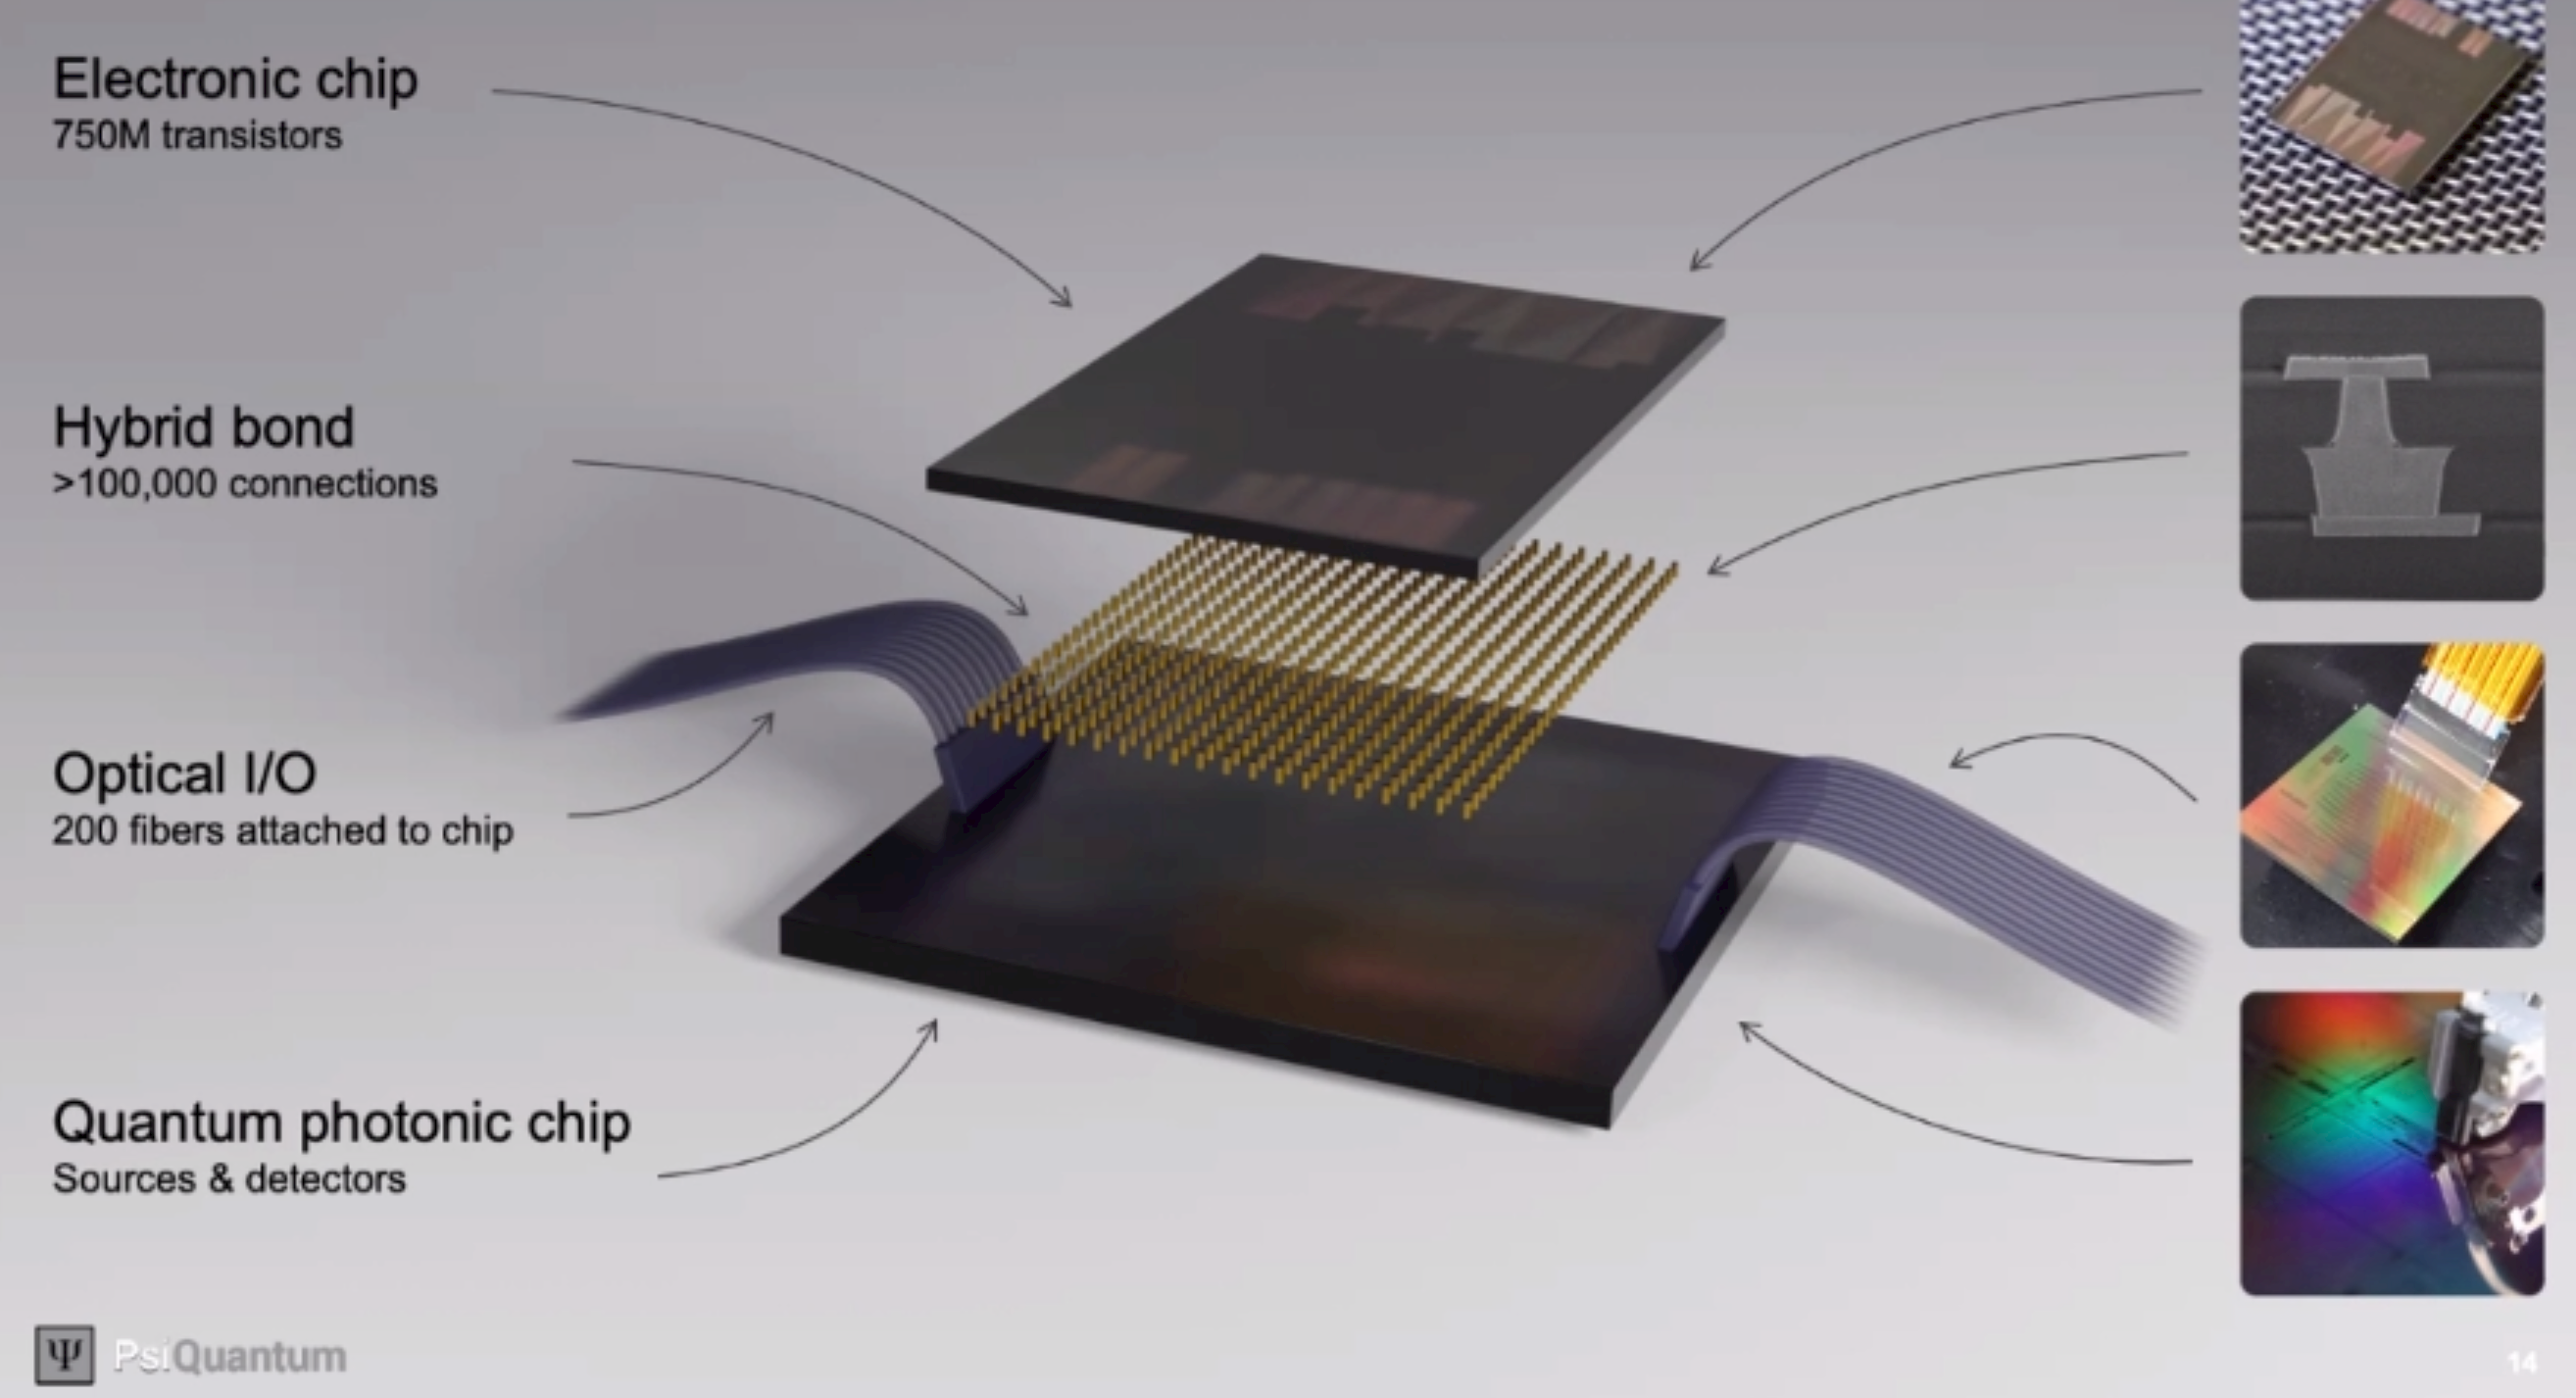 Electronic chip
750M transistors
Hybrid bond
>100,000 connections
Optical I/O
200 fibers attached to chip
Quantum photonic chip
Sources & detectors
Ψ PsiQuantum
14